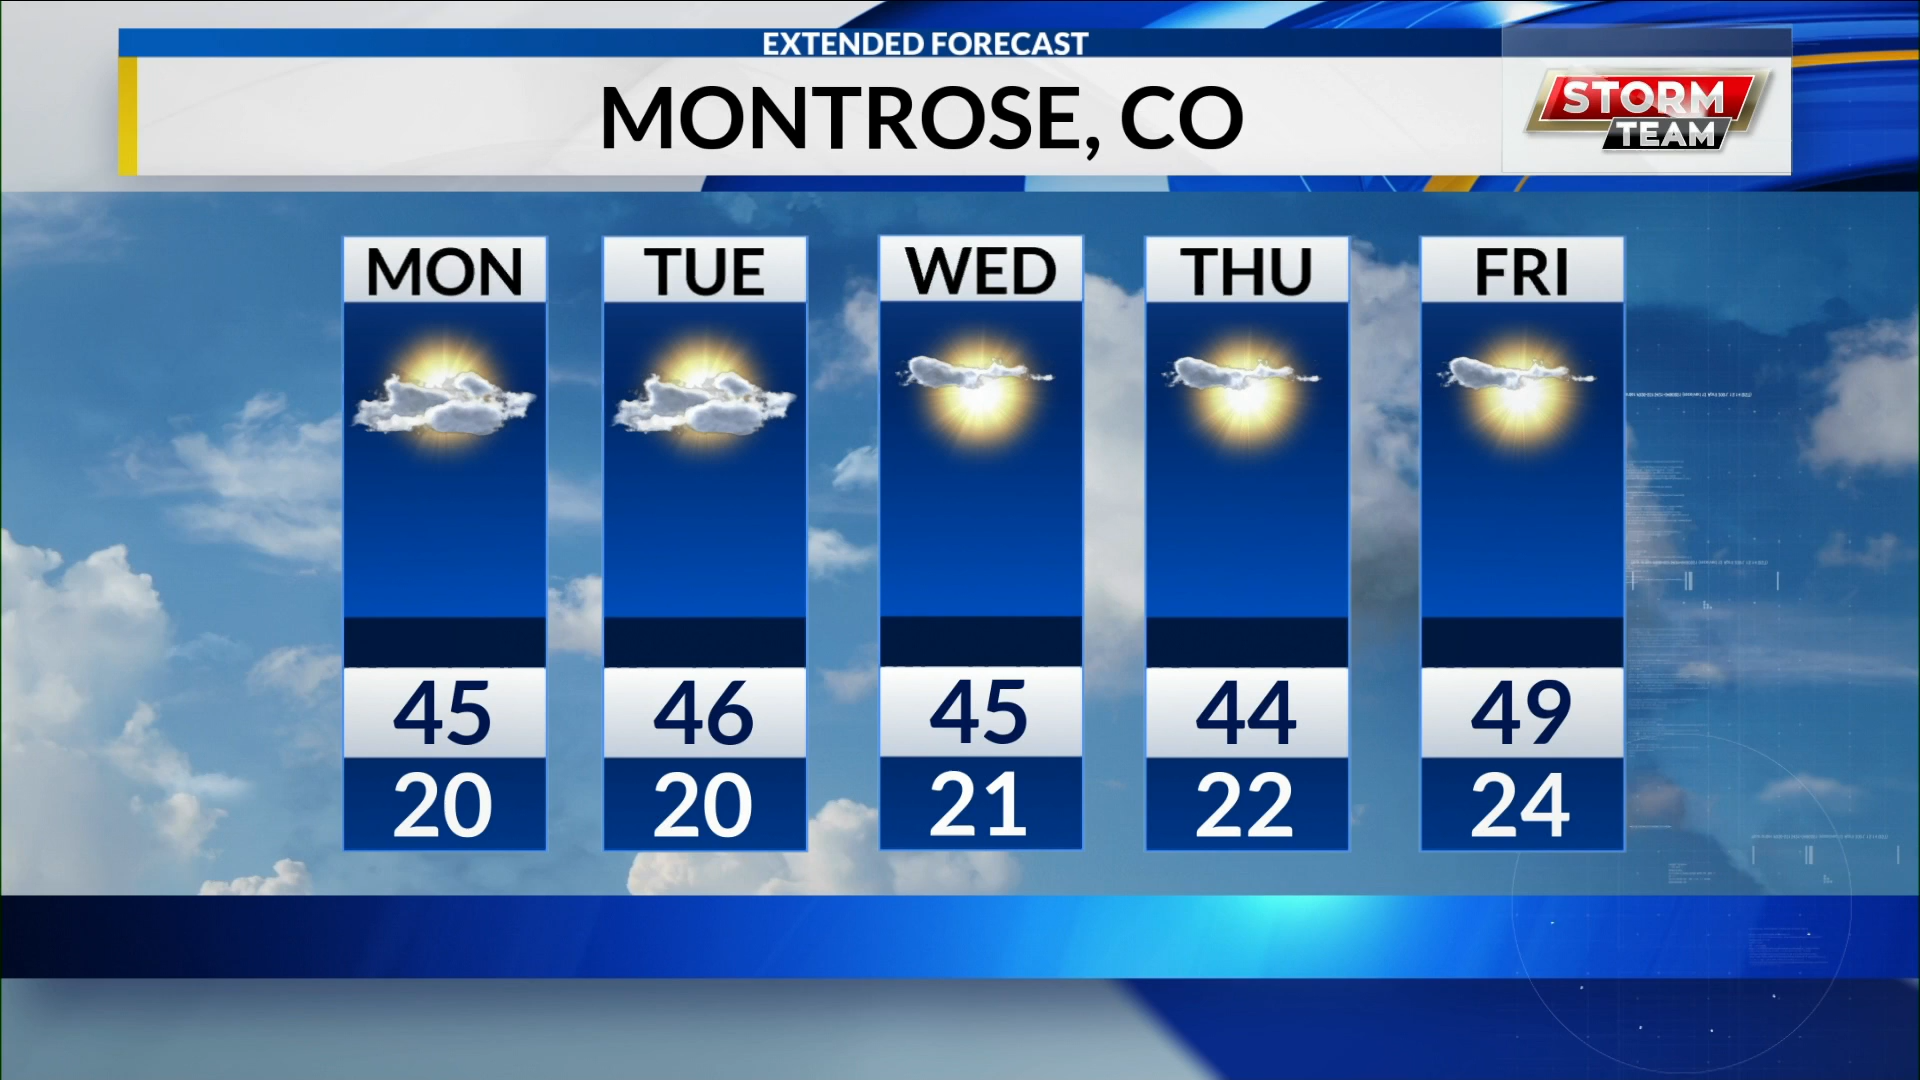 EXTENDED FORECAST
MONTROSE, CO
STORM
TEAM
MON TUE WED THU FRI
45 46 45 44 49
20 20 21 22 24